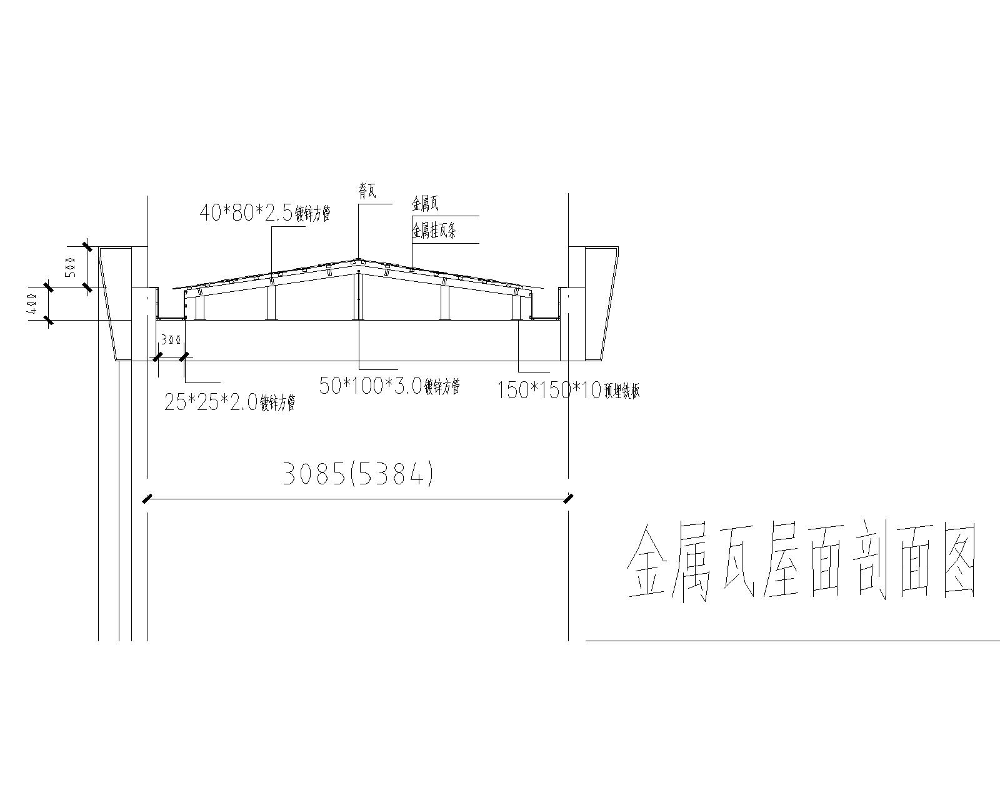 脊瓦
金属瓦
40*80*2.5镀锌方管
金属挂瓦条
500
400
300
50*100*3.0镀锌方管
150*150*10预埋铁板
25*25*2.0镀锌方管
3085(5384)
金属瓦屋面剖面图